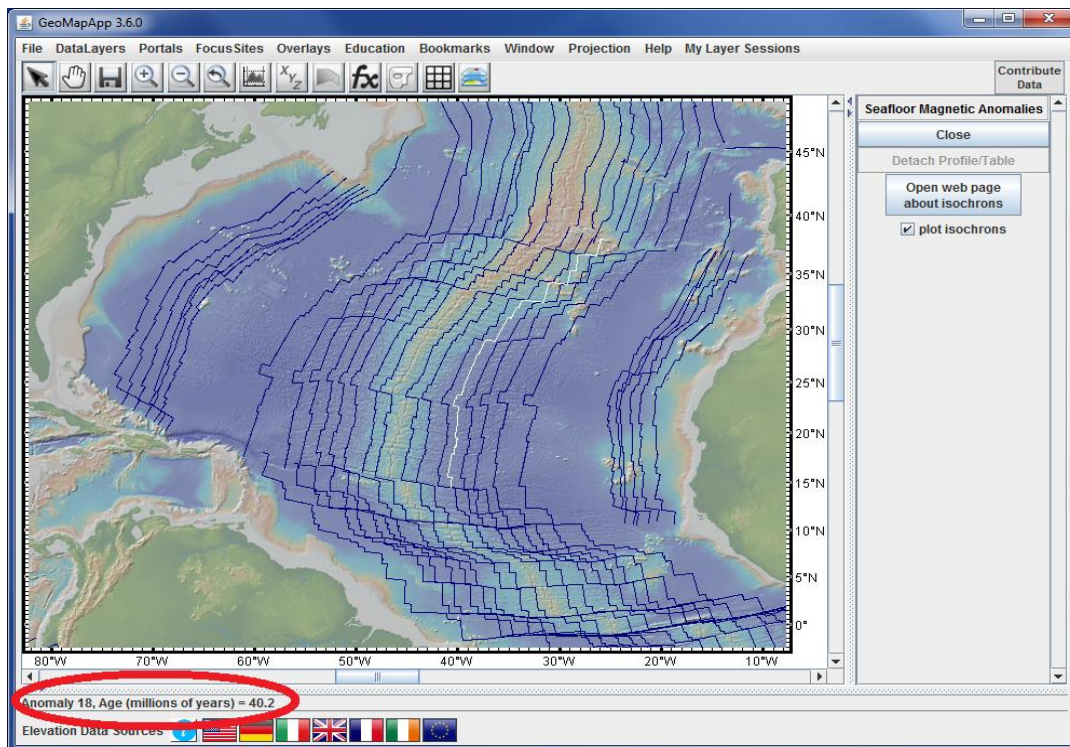 GeoMapApp 3.6.0
File DataLayers Portals FocusSites Overlays Education Bookmarks Window Projection Help My Layer Sessions
XYZ fx
Contribute
Data
Seafloor Magnetic Anomalies
Close
Detach Profile/Table
Open web page
about isochrons
plot isochrons
45°N
40°N
35°N
30°N
25°N
20°N
15°N
10°N
5°N
0°
80°W 70°W 60°W 50°W 40°W 30°W 20°W 10°W
Anomaly 18, Age (millions of years) = 40.2
Elevation Data Sources